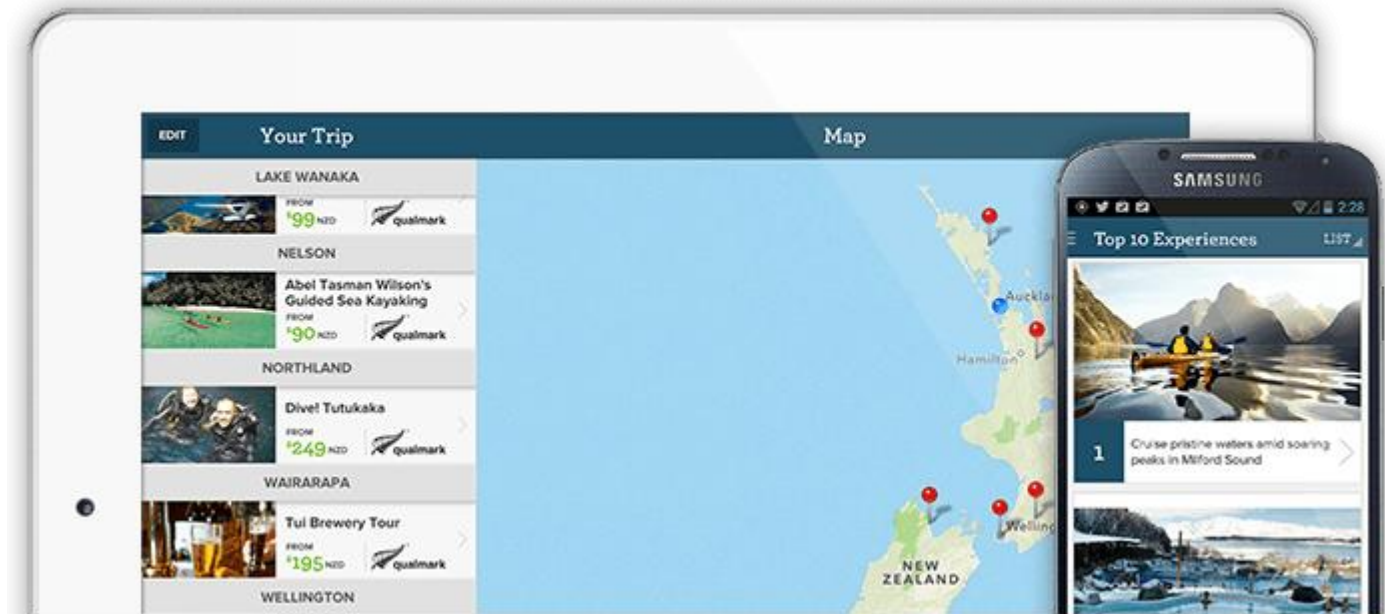 EDIT
Your Trip
Map
LAKE WANAKA
FROM
$99 NZD
qualmark
NELSON
Abel Tasman Wilson's
Guided Sea Kayaking
FROM
$90 NZD
qualmark
NORTHLAND
Dive! Tutukaka
FROM
$249 NZD
qualmark
WAIRARAPA
Tui Brewery Tour
FROM
$195 NZD
qualmark
WELLINGTON
Auckla
Hamilton
Welling
NEW
ZEALAND
SAMSUNG
2:28
Top 10 Experiences
LIST
1
Cruise pristine waters amid soaring
peaks in Milford Sound